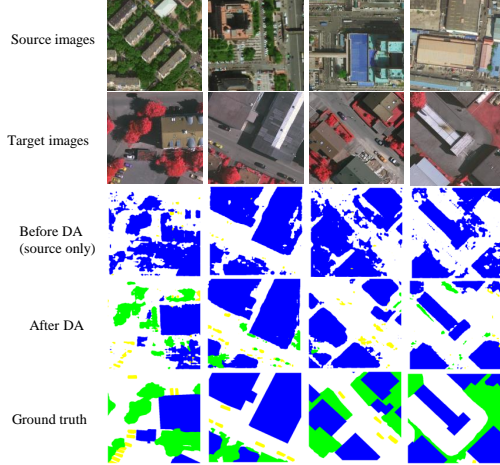 Source images
Target images
Before DA
(source only)
After DA
Ground truth